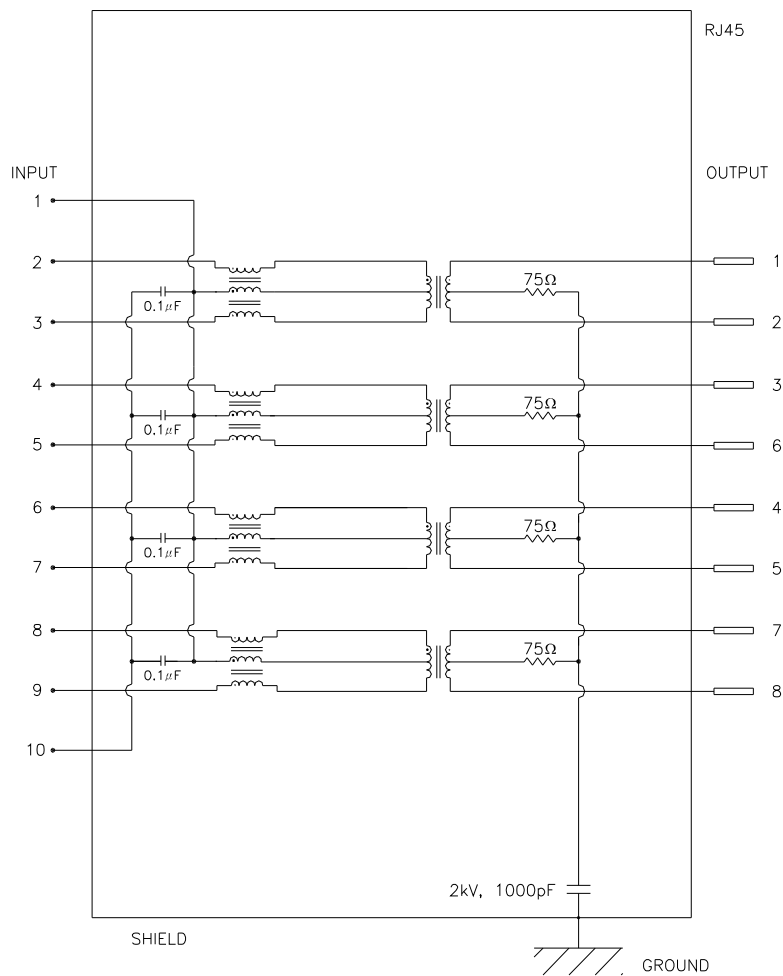 RJ45
INPUT
OUTPUT
1
2
1
75Ω
0.1μF
3
2
4
3
75Ω
0.1μF
5
6
6
4
75Ω
0.1μF
7
5
8
7
75Ω
0.1μF
9
8
10
2kV, 1000pF
SHIELD
GROUND